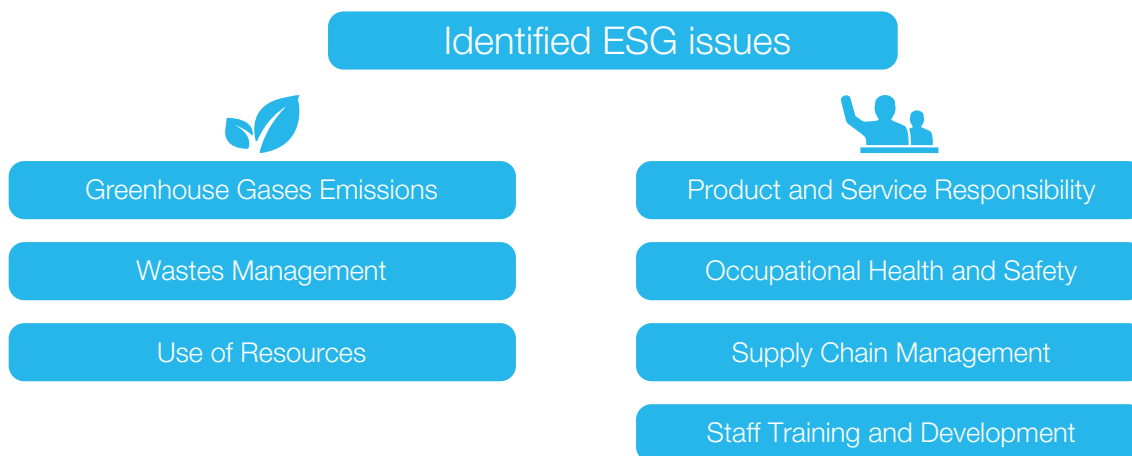 Identified ESG issues
Greenhouse Gases Emissions
Wastes Management
Use of Resources
Product and Service Responsibility
Occupational Health and Safety
Supply Chain Management
Staff Training and Development